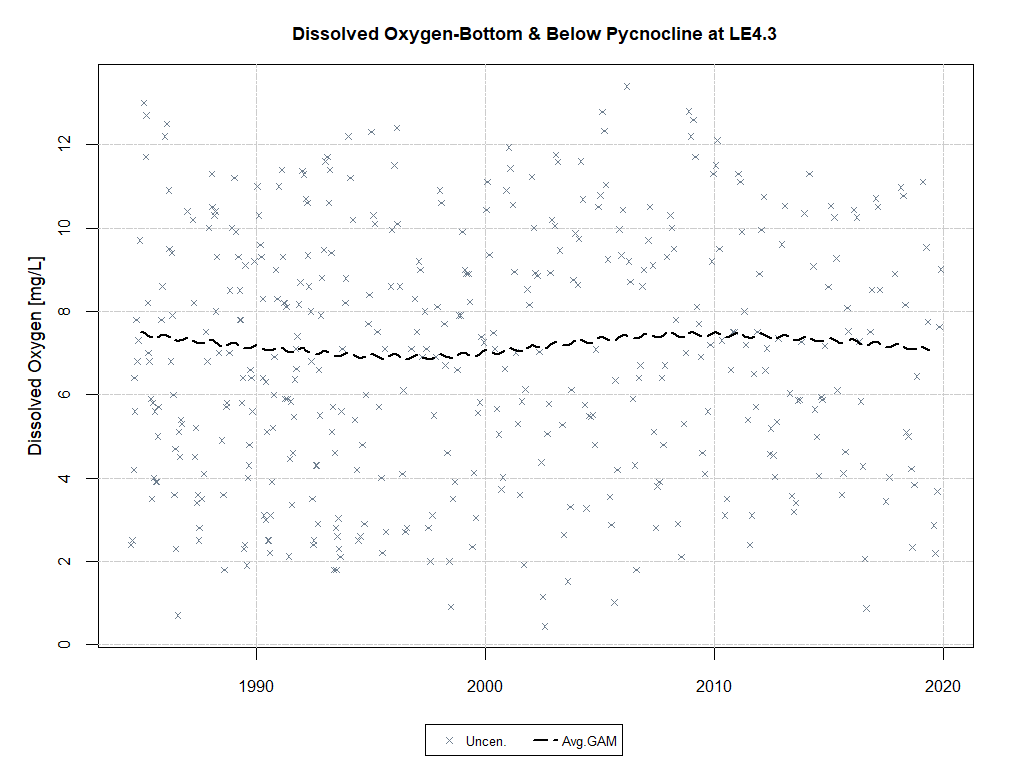 Dissolved Oxygen-Bottom & Below Pycnocline at LE4.3
Dissolved Oxygen [mg/L]
12
10
8
6
4
2
0
1990 2000 2010 2020
Uncen. Avg.GAM